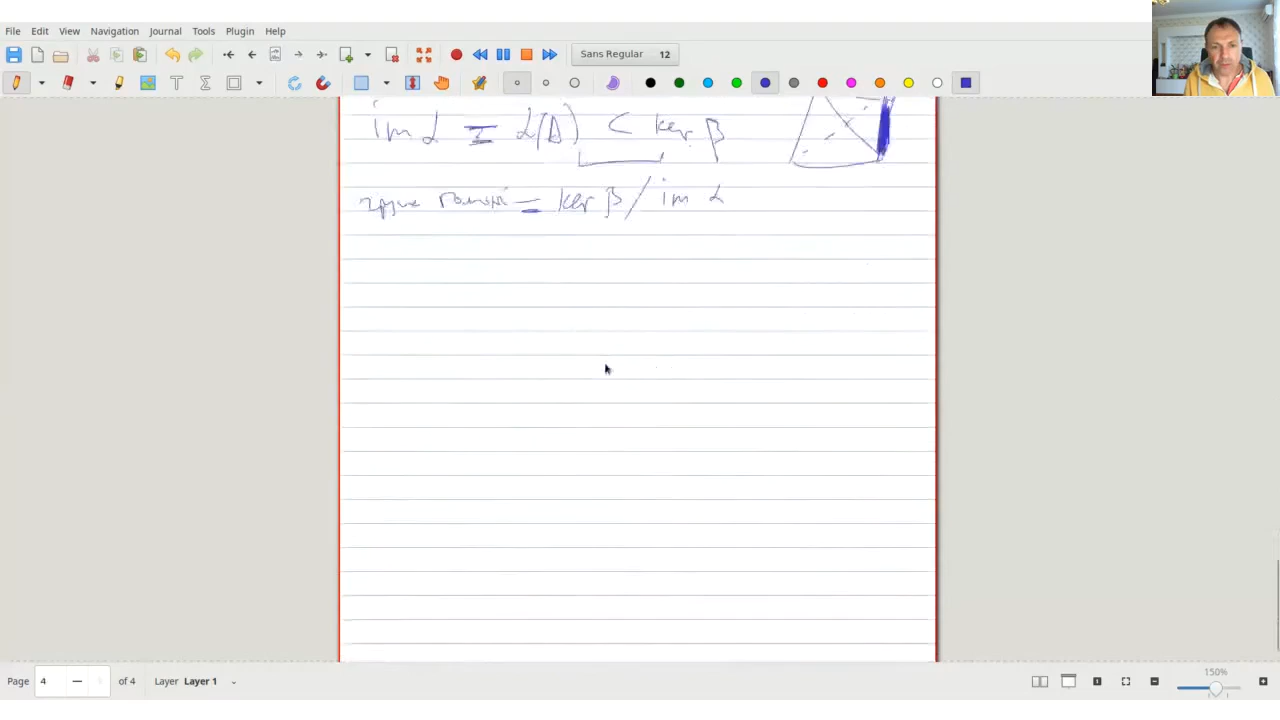 File Edit View Navigation Journal Tools Plugin Help
Sans Regular 12
im α = α(A) ⊂ ker β
= ker β / im α
Page 4 of 4 Layer Layer 1 150%